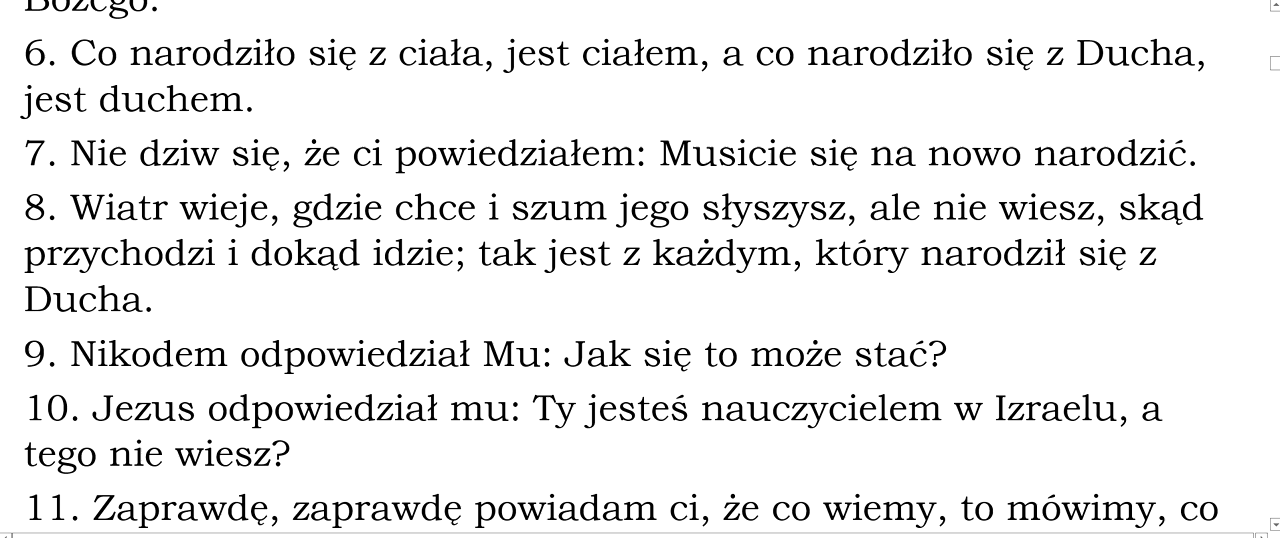 Bożego.
6. Co narodziło się z ciała, jest ciałem, a co narodziło się z Ducha,
jest duchem.
7. Nie dziw się, że ci powiedziałem: Musicie się na nowo narodzić.
8. Wiatr wieje, gdzie chce i szum jego słyszysz, ale nie wiesz, skąd
przychodzi i dokąd idzie; tak jest z każdym, który narodził się z
Ducha.
9. Nikodem odpowiedział Mu: Jak się to może stać?
10. Jezus odpowiedział mu: Ty jesteś nauczycielem w Izraelu, a
tego nie wiesz?
11. Zaprawdę, zaprawdę powiadam ci, że co wiemy, to mówimy, co